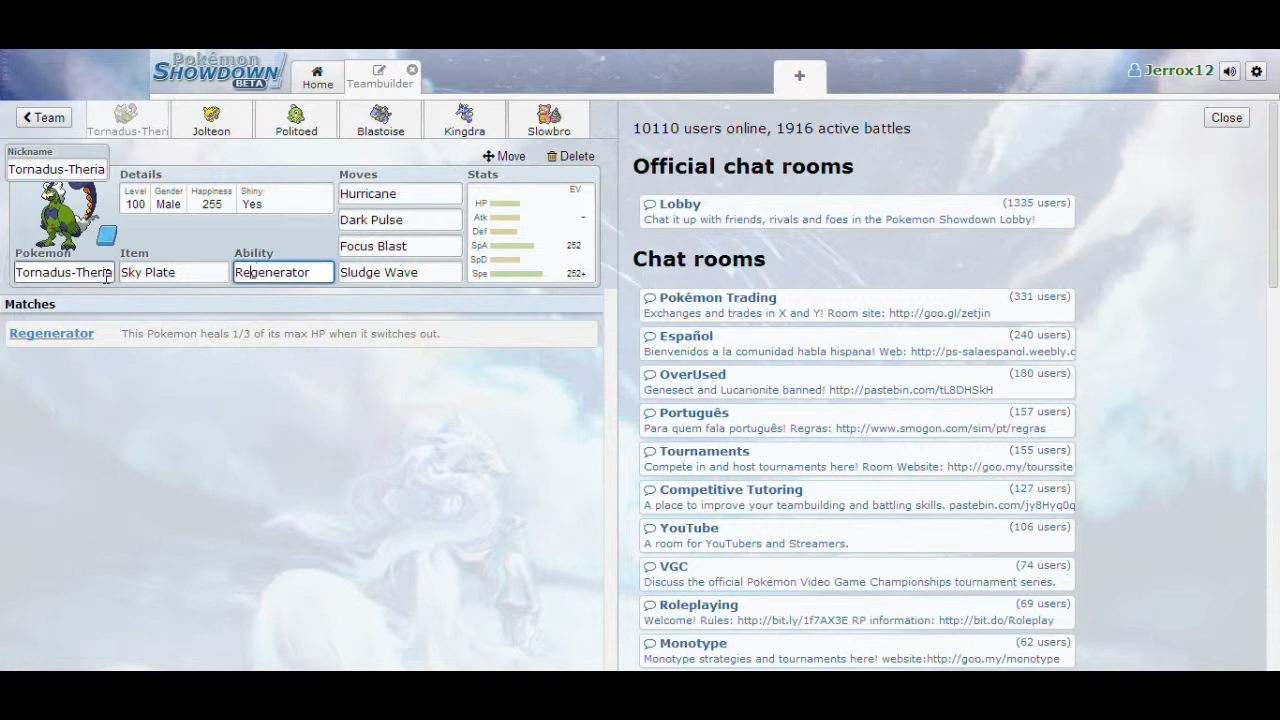 Pokémon
SHOWDOWN!
BETA
Home
Teambuilder
+
Jerrox12
Team
Tornadus-Theri
Jolteon
Politoed
Blastoise
Kingdra
Slowbro
Close
Nickname
Tornadus-Theria
Move
Delete
Details
Level
Gender
Happiness
Shiny
100
Male
255
Yes
Moves
Hurricane
Dark Pulse
Focus Blast
Sludge Wave
Stats
EV
HP
Atk -
Def
SpA 252
SpD
Spe 252+
Pokemon
Tornadus-Theria
Item
Sky Plate
Ability
Regenerator
Matches
Regenerator This Pokemon heals 1/3 of its max HP when it switches out.
10110 users online, 1916 active battles
Official chat rooms
Lobby (1335 users)
Chat it up with friends, rivals and foes in the Pokemon Showdown Lobby!
Chat rooms
Pokémon Trading (331 users)
Exchanges and trades in X and Y! Room site: http://goo.gl/zetjin
Español (240 users)
Bienvenidos a la comunidad habla hispana! Web: http://ps-salaespanol.weebly.c
OverUsed (180 users)
Genesect and Lucarionite banned! http://pastebin.com/tL8DHSkH
Português (157 users)
Para quem fala português! Regras: http://www.smogon.com/sim/pt/regras
Tournaments (155 users)
Compete in and host tournaments here! Room Website: http://goo.my/tourssite
Competitive Tutoring (127 users)
A place to improve your teambuilding and battling skills. pastebin.com/jy8Hyq0q
YouTube (106 users)
A room for YouTubers and Streamers.
VGC (74 users)
Discuss the official Pokémon Video Game Championships tournament series.
Roleplaying (69 users)
Welcome! Rules: http://bit.ly/1f7AX3E RP information: http://bit.do/Roleplay
Monotype (62 users)
Monotype strategies and tournaments here! website:http://goo.my/monotype